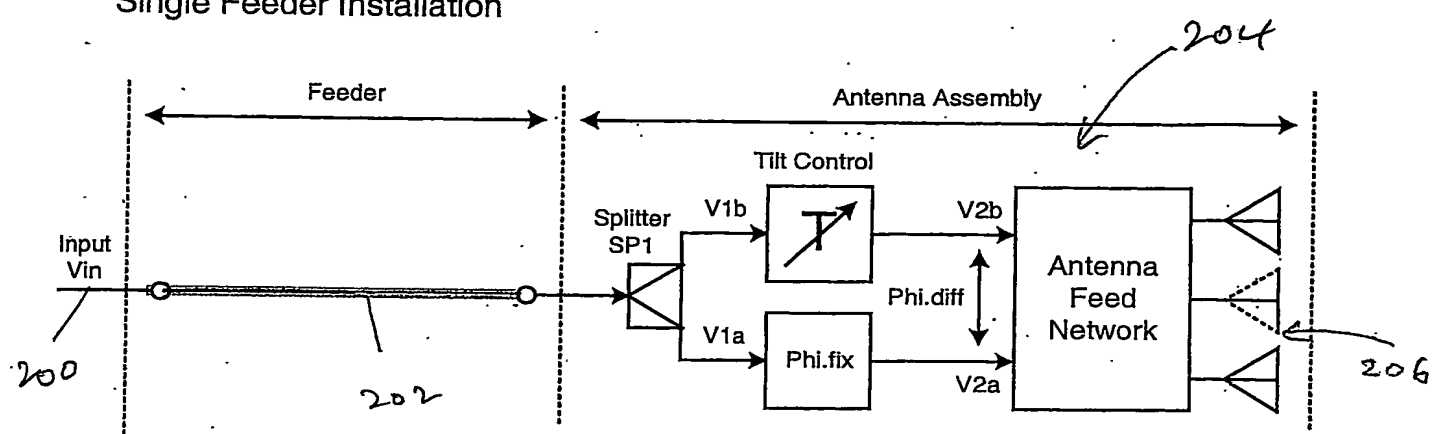 Single Feeder Installation
204
Feeder
Antenna Assembly
Tilt Control
Splitter
SP1
V1b
T
V2b
Input
Vin
Phi.diff
Antenna
Feed
Network
V1a
Phi.fix
V2a
200
202
206